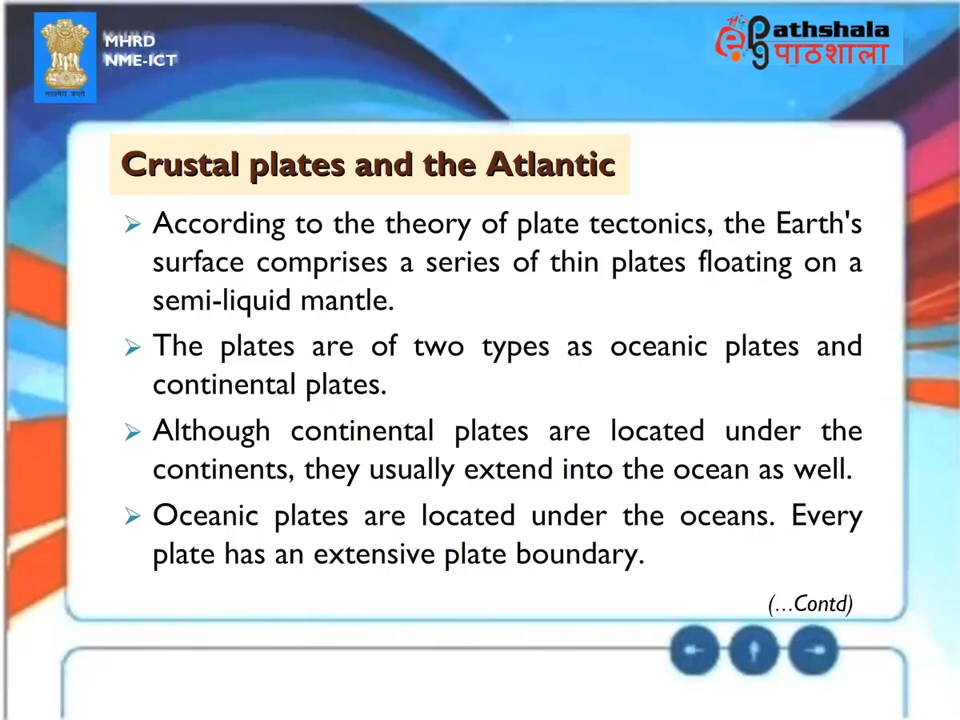 MHRD
NME-ICT
epg Pathshala
पाठशाला
Crustal plates and the Atlantic
According to the theory of plate tectonics, the Earth's
surface comprises a series of thin plates floating on a
semi-liquid mantle.
The plates are of two types as oceanic plates and
continental plates.
Although continental plates are located under the
continents, they usually extend into the ocean as well.
Oceanic plates are located under the oceans. Every
plate has an extensive plate boundary.
(...Contd)